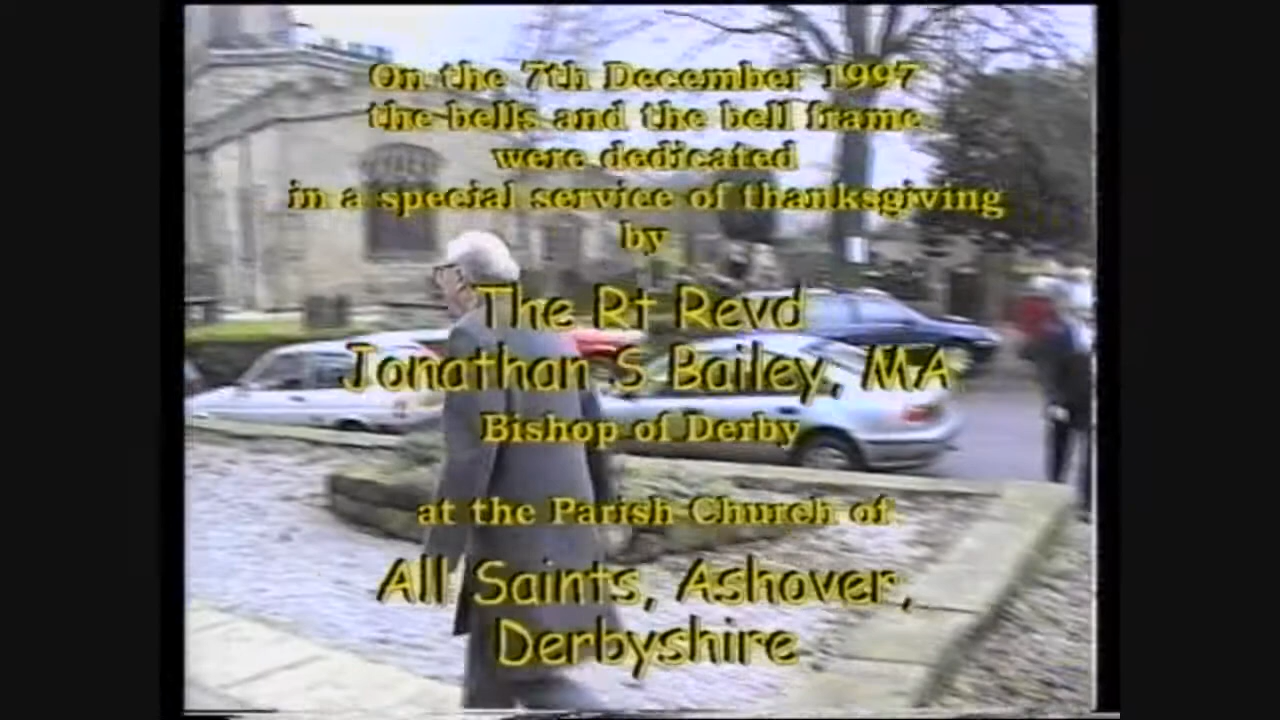 On the 7th December 1997
the bells and the bell frame
were dedicated
in a special service of thanksgiving
by
The Rt Revd
Jonathan S Bailey, MA
Bishop of Derby
at the Parish Church of
All Saints, Ashover,
Derbyshire